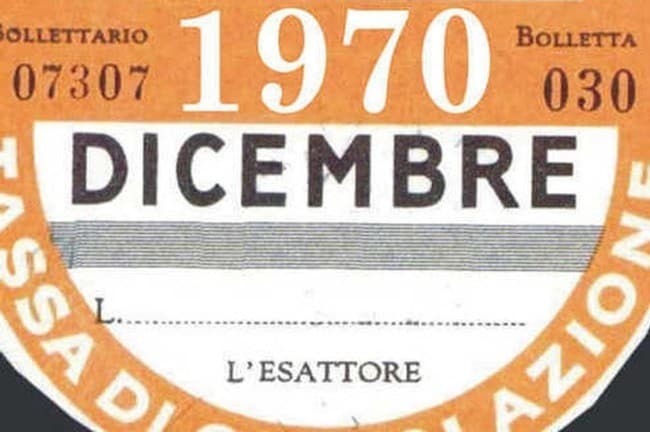 BOLLETTARIO 1970 BOLLETTA
07307 030
DICEMBRE
L.
L'ESATTORE
TASSA DI